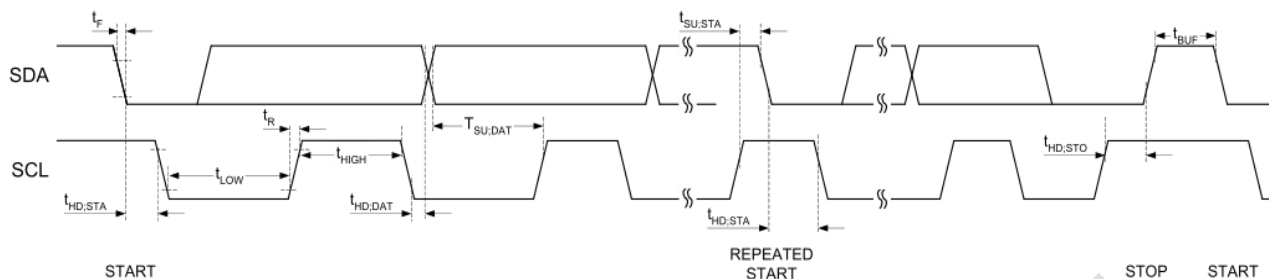 tF
tSU;STA
tBUF
SDA
tR
TSU;DAT
tHIGH
tHD;STO
SCL
tLOW
tHD;STA
tHD;DAT
tHD;STA
START
REPEATED
START
STOP
START